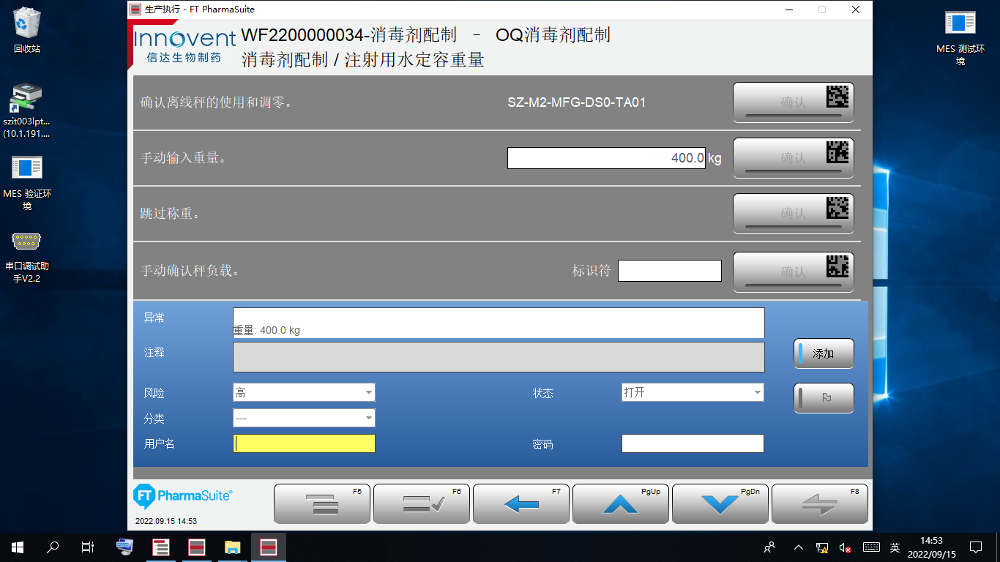 回收站
szit003lpt...
(10.1.191....
MES 验证环
境
串口调试助
手V2.2
MES 测试环
境
生产执行 - FT PharmaSuite
Innovent
信达生物制药
WF2200000034-消毒剂配制 - OQ消毒剂配制
消毒剂配制 / 注射用水定容重量
确认离线秤的使用和调零。 SZ-M2-MFG-DS0-TA01 确认
手动输入重量。 400.0 kg 确认
跳过称重。 确认
手动确认秤负载。 标识符 确认
异常
重量: 400.0 kg
注释
添加
风险 高 状态 打开
分类 ---
用户名 密码
FT PharmaSuite®
2022.09.15 14:53
F5 F6 F7 PgUp PgDn F8
英
14:53
2022/09/15